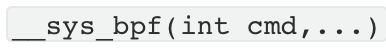 __sys_bpf(int cmd,...)